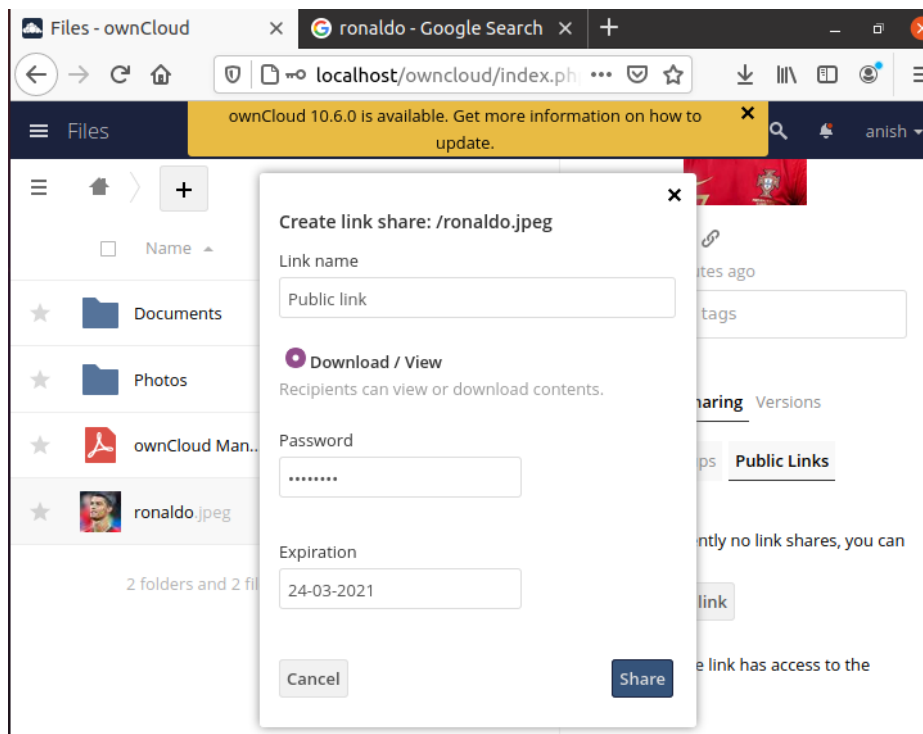 Files - ownCloud
ronaldo - Google Search
localhost/owncloud/index.ph
Files
ownCloud 10.6.0 is available. Get more information on how to
update.
anish
Name
Documents
Photos
ownCloud Man...
ronaldo.jpeg
2 folders and 2 fil
Create link share: /ronaldo.jpeg
Link name
Public link
Download / View
Recipients can view or download contents.
Password
••••••••
Expiration
24-03-2021
Cancel
Share
utes ago
tags
haring Versions
ps Public Links
ntly no link shares, you can
link
e link has access to the